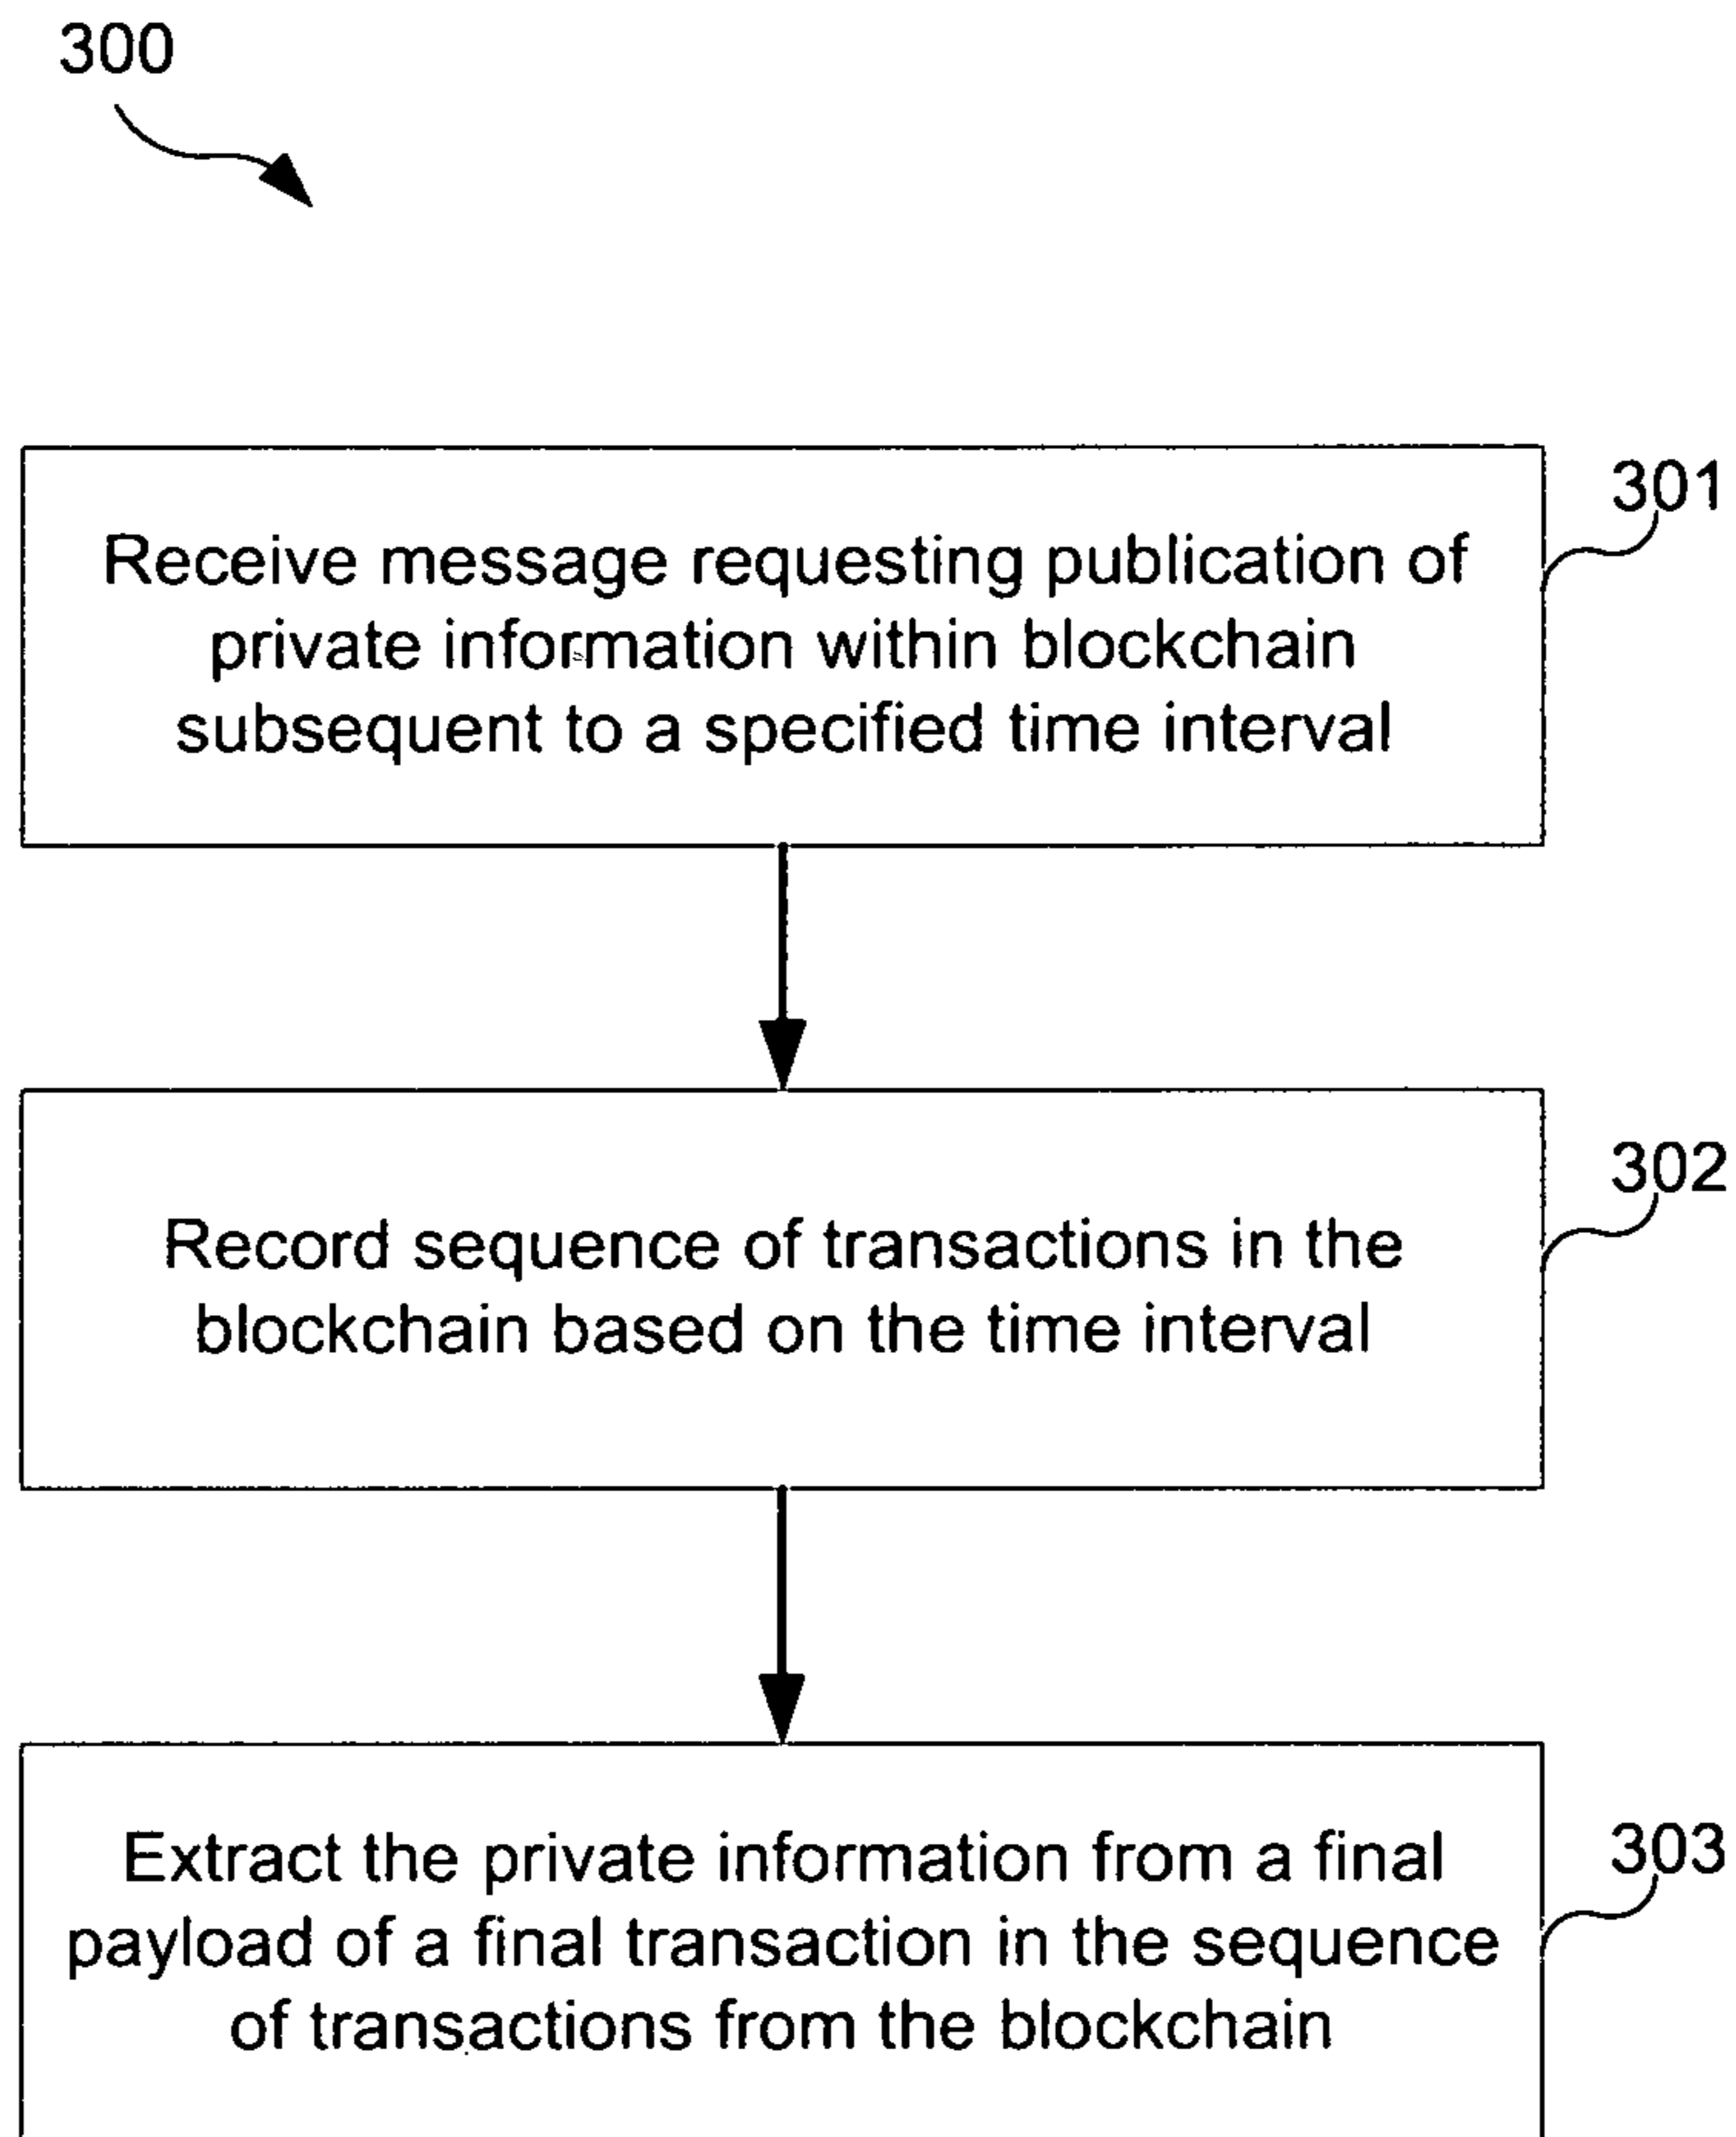 300
Receive message requesting publication of
private information within blockchain
subsequent to a specified time interval
301
Record sequence of transactions in the
blockchain based on the time interval
302
Extract the private information from a final
payload of a final transaction in the sequence
of transactions from the blockchain
303